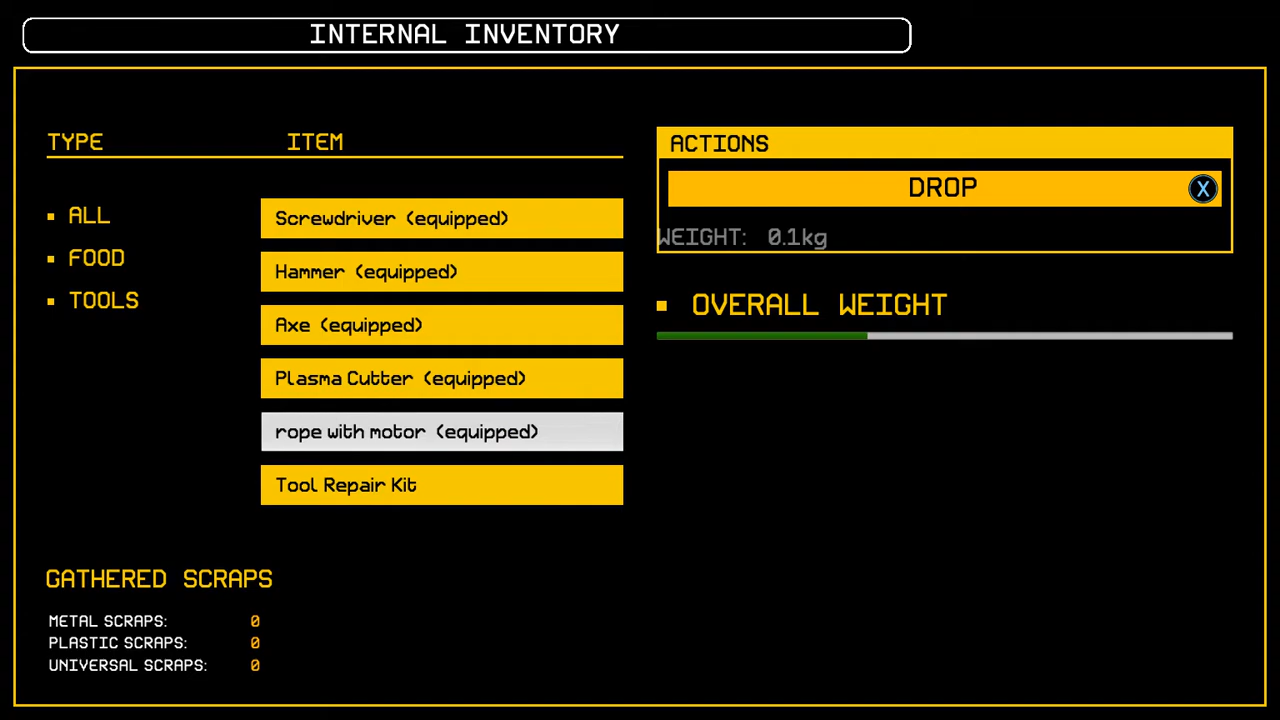 INTERNAL INVENTORY
TYPE
ITEM
ALL
FOOD
TOOLS
Screwdriver (equipped)
Hammer (equipped)
Axe (equipped)
Plasma Cutter (equipped)
rope with motor (equipped)
Tool Repair Kit
ACTIONS
DROP
X
WEIGHT: 0.1kg
OVERALL WEIGHT
GATHERED SCRAPS
METAL SCRAPS: 0
PLASTIC SCRAPS: 0
UNIVERSAL SCRAPS: 0